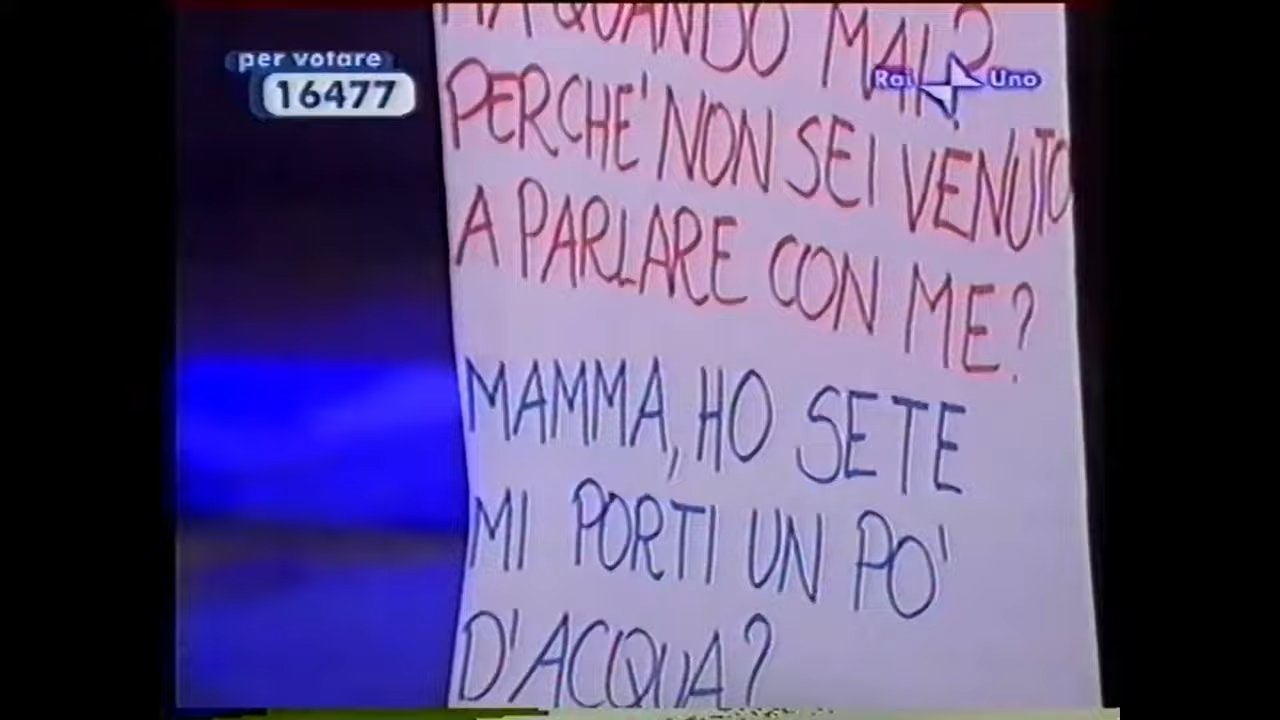 per votare
16477
Rai Uno
MA QUANDO MAI?
PERCHE' NON SEI VENUTO
A PARLARE CON ME?
MAMMA, HO SETE
MI PORTI UN PO'
D'ACQUA?